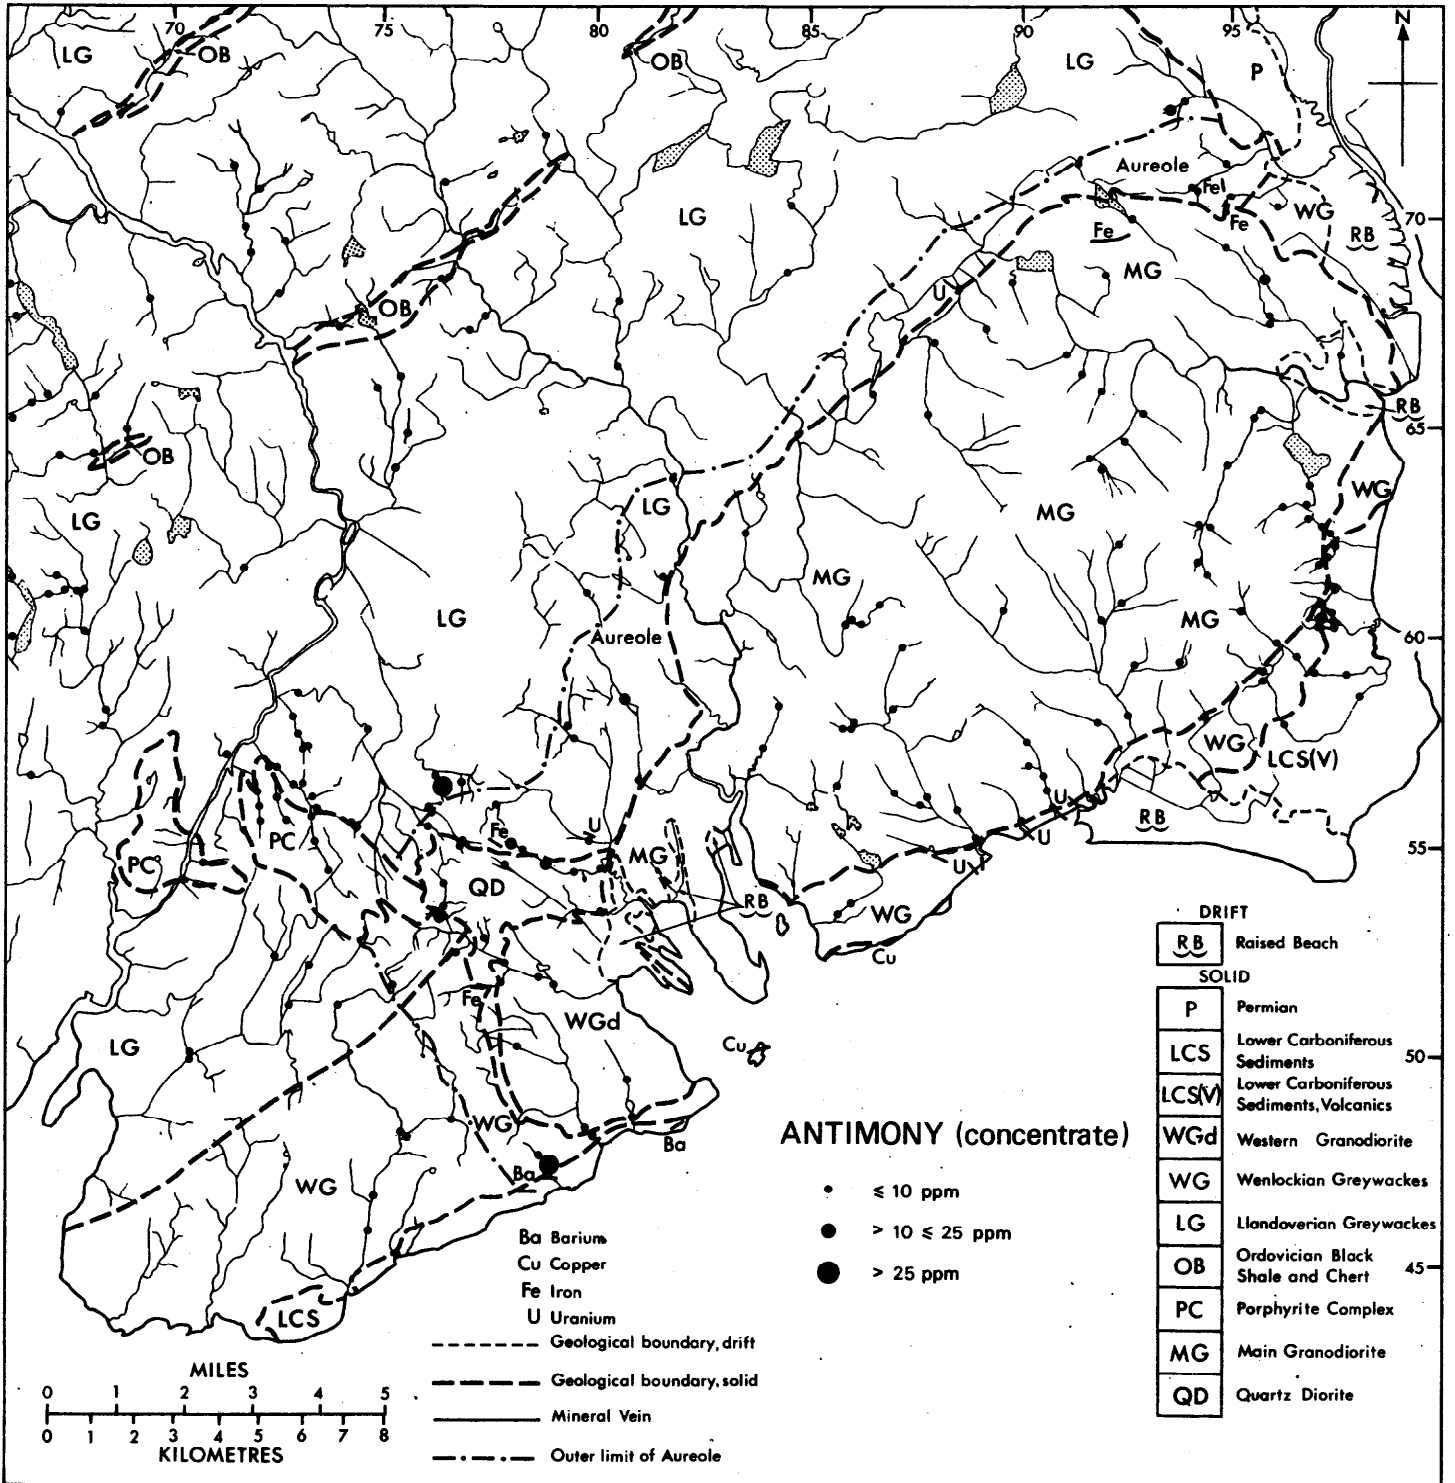 70 75 80 85 90 95
N
LG OB OB LG P
Aureole
Fe
LG WG 70
Fe Fe RB
MG
U
OB
RB
65
OB
LG WG
LG MG
MG
LG MG
Aureole 60
WG
LCS(V)
U
Fe U RB
PC U
PC MG 55
QD
RB WG
Cu
Fe
WGd
LG Cu 50
WG
Ba
Ba
WG
LCS
45
DRIFT
RB Raised Beach
SOLID
P Permian
LCS Lower Carboniferous
Sediments
LCS(V) Lower Carboniferous
Sediments, Volcanics
WGd Western Granodiorite
WG Wenlockian Greywackes
LG Llandoverian Greywackes
OB Ordovician Black
Shale and Chert
PC Porphyrite Complex
MG Main Granodiorite
QD Quartz Diorite
ANTIMONY (concentrate)
≤ 10 ppm
> 10 ≤ 25 ppm
> 25 ppm
Ba Barium
Cu Copper
Fe Iron
U Uranium
Geological boundary, drift
Geological boundary, solid
Mineral Vein
Outer limit of Aureole
MILES
0 1 2 3 4 5
0 1 2 3 4 5 6 7 8
KILOMETRES